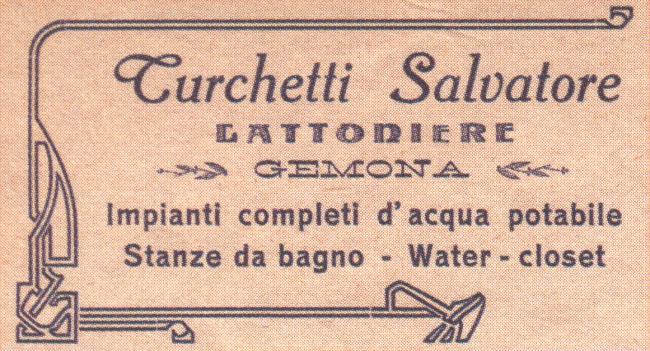 Turchetti Salvatore
LATTONIERE
GEMONA
Impianti completi d'acqua potabile
Stanze da bagno - Water - closet